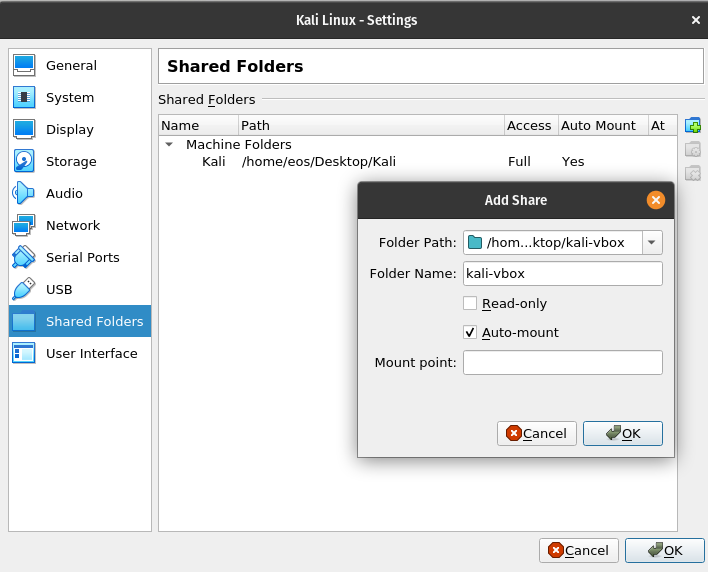 Kali Linux - Settings
General
System
Display
Storage
Audio
Network
Serial Ports
USB
Shared Folders
User Interface
Shared Folders
Shared Folders
Name Path Access Auto Mount At
Machine Folders
Kali /home/eos/Desktop/Kali Full Yes
Add Share
Folder Path: /hom...ktop/kali-vbox
Folder Name: kali-vbox
Read-only
Auto-mount
Mount point:
Cancel OK
Cancel OK